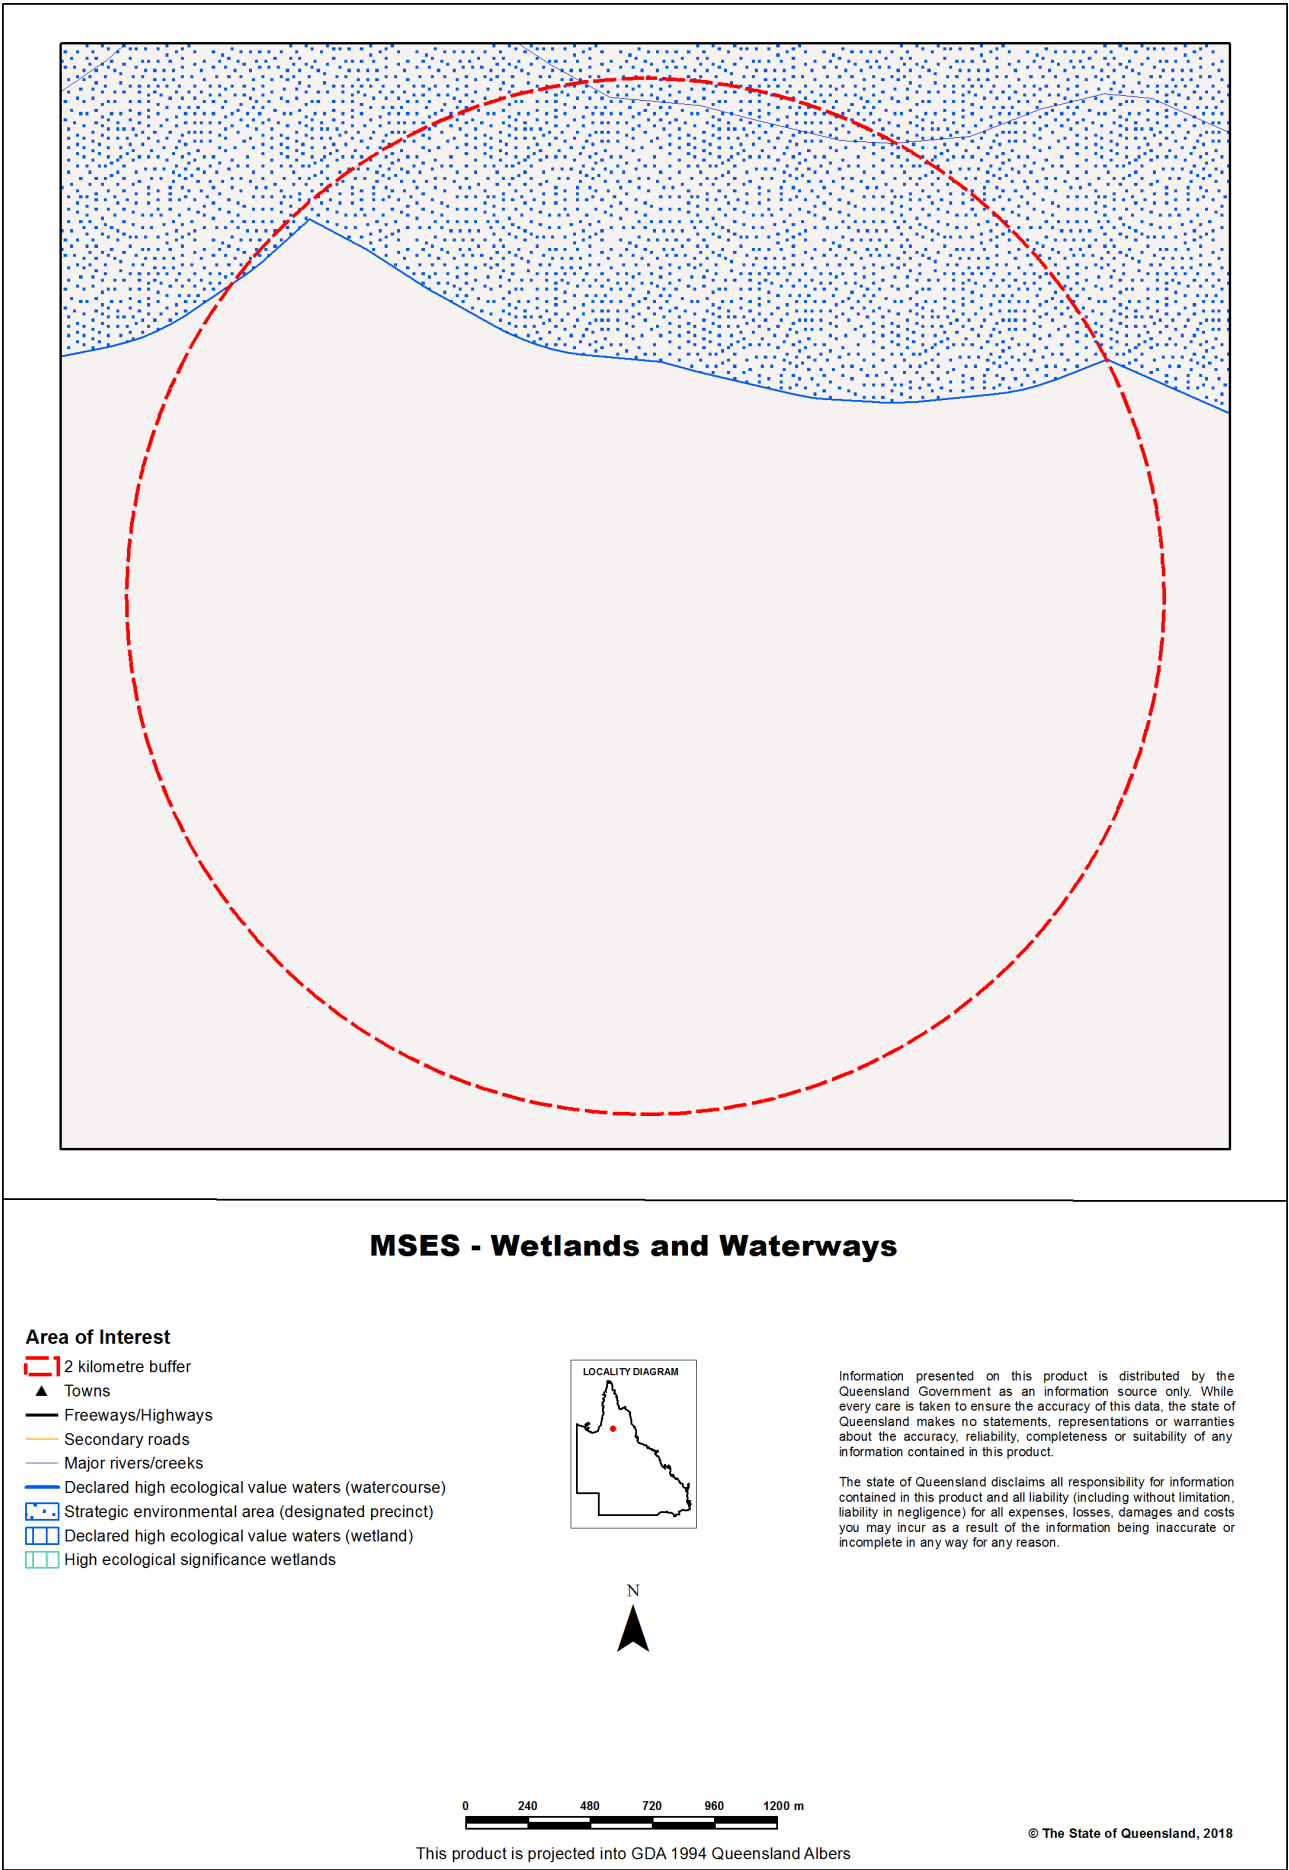 MSES - Wetlands and Waterways
Area of Interest
2 kilometre buffer
Towns
Freeways/Highways
Secondary roads
Major rivers/creeks
Declared high ecological value waters (watercourse)
Strategic environmental area (designated precinct)
Declared high ecological value waters (wetland)
High ecological significance wetlands
LOCALITY DIAGRAM
N
Information presented on this product is distributed by the
Queensland Government as an information source only. While
every care is taken to ensure the accuracy of this data, the state of
Queensland makes no statements, representations or warranties
about the accuracy, reliability, completeness or suitability of any
information contained in this product.
The state of Queensland disclaims all responsibility for information
contained in this product and all liability (including without limitation,
liability in negligence) for all expenses, losses, damages and costs
you may incur as a result of the information being inaccurate or
incomplete in any way for any reason.
0 240 480 720 960 1200 m
This product is projected into GDA 1994 Queensland Albers
© The State of Queensland, 2018